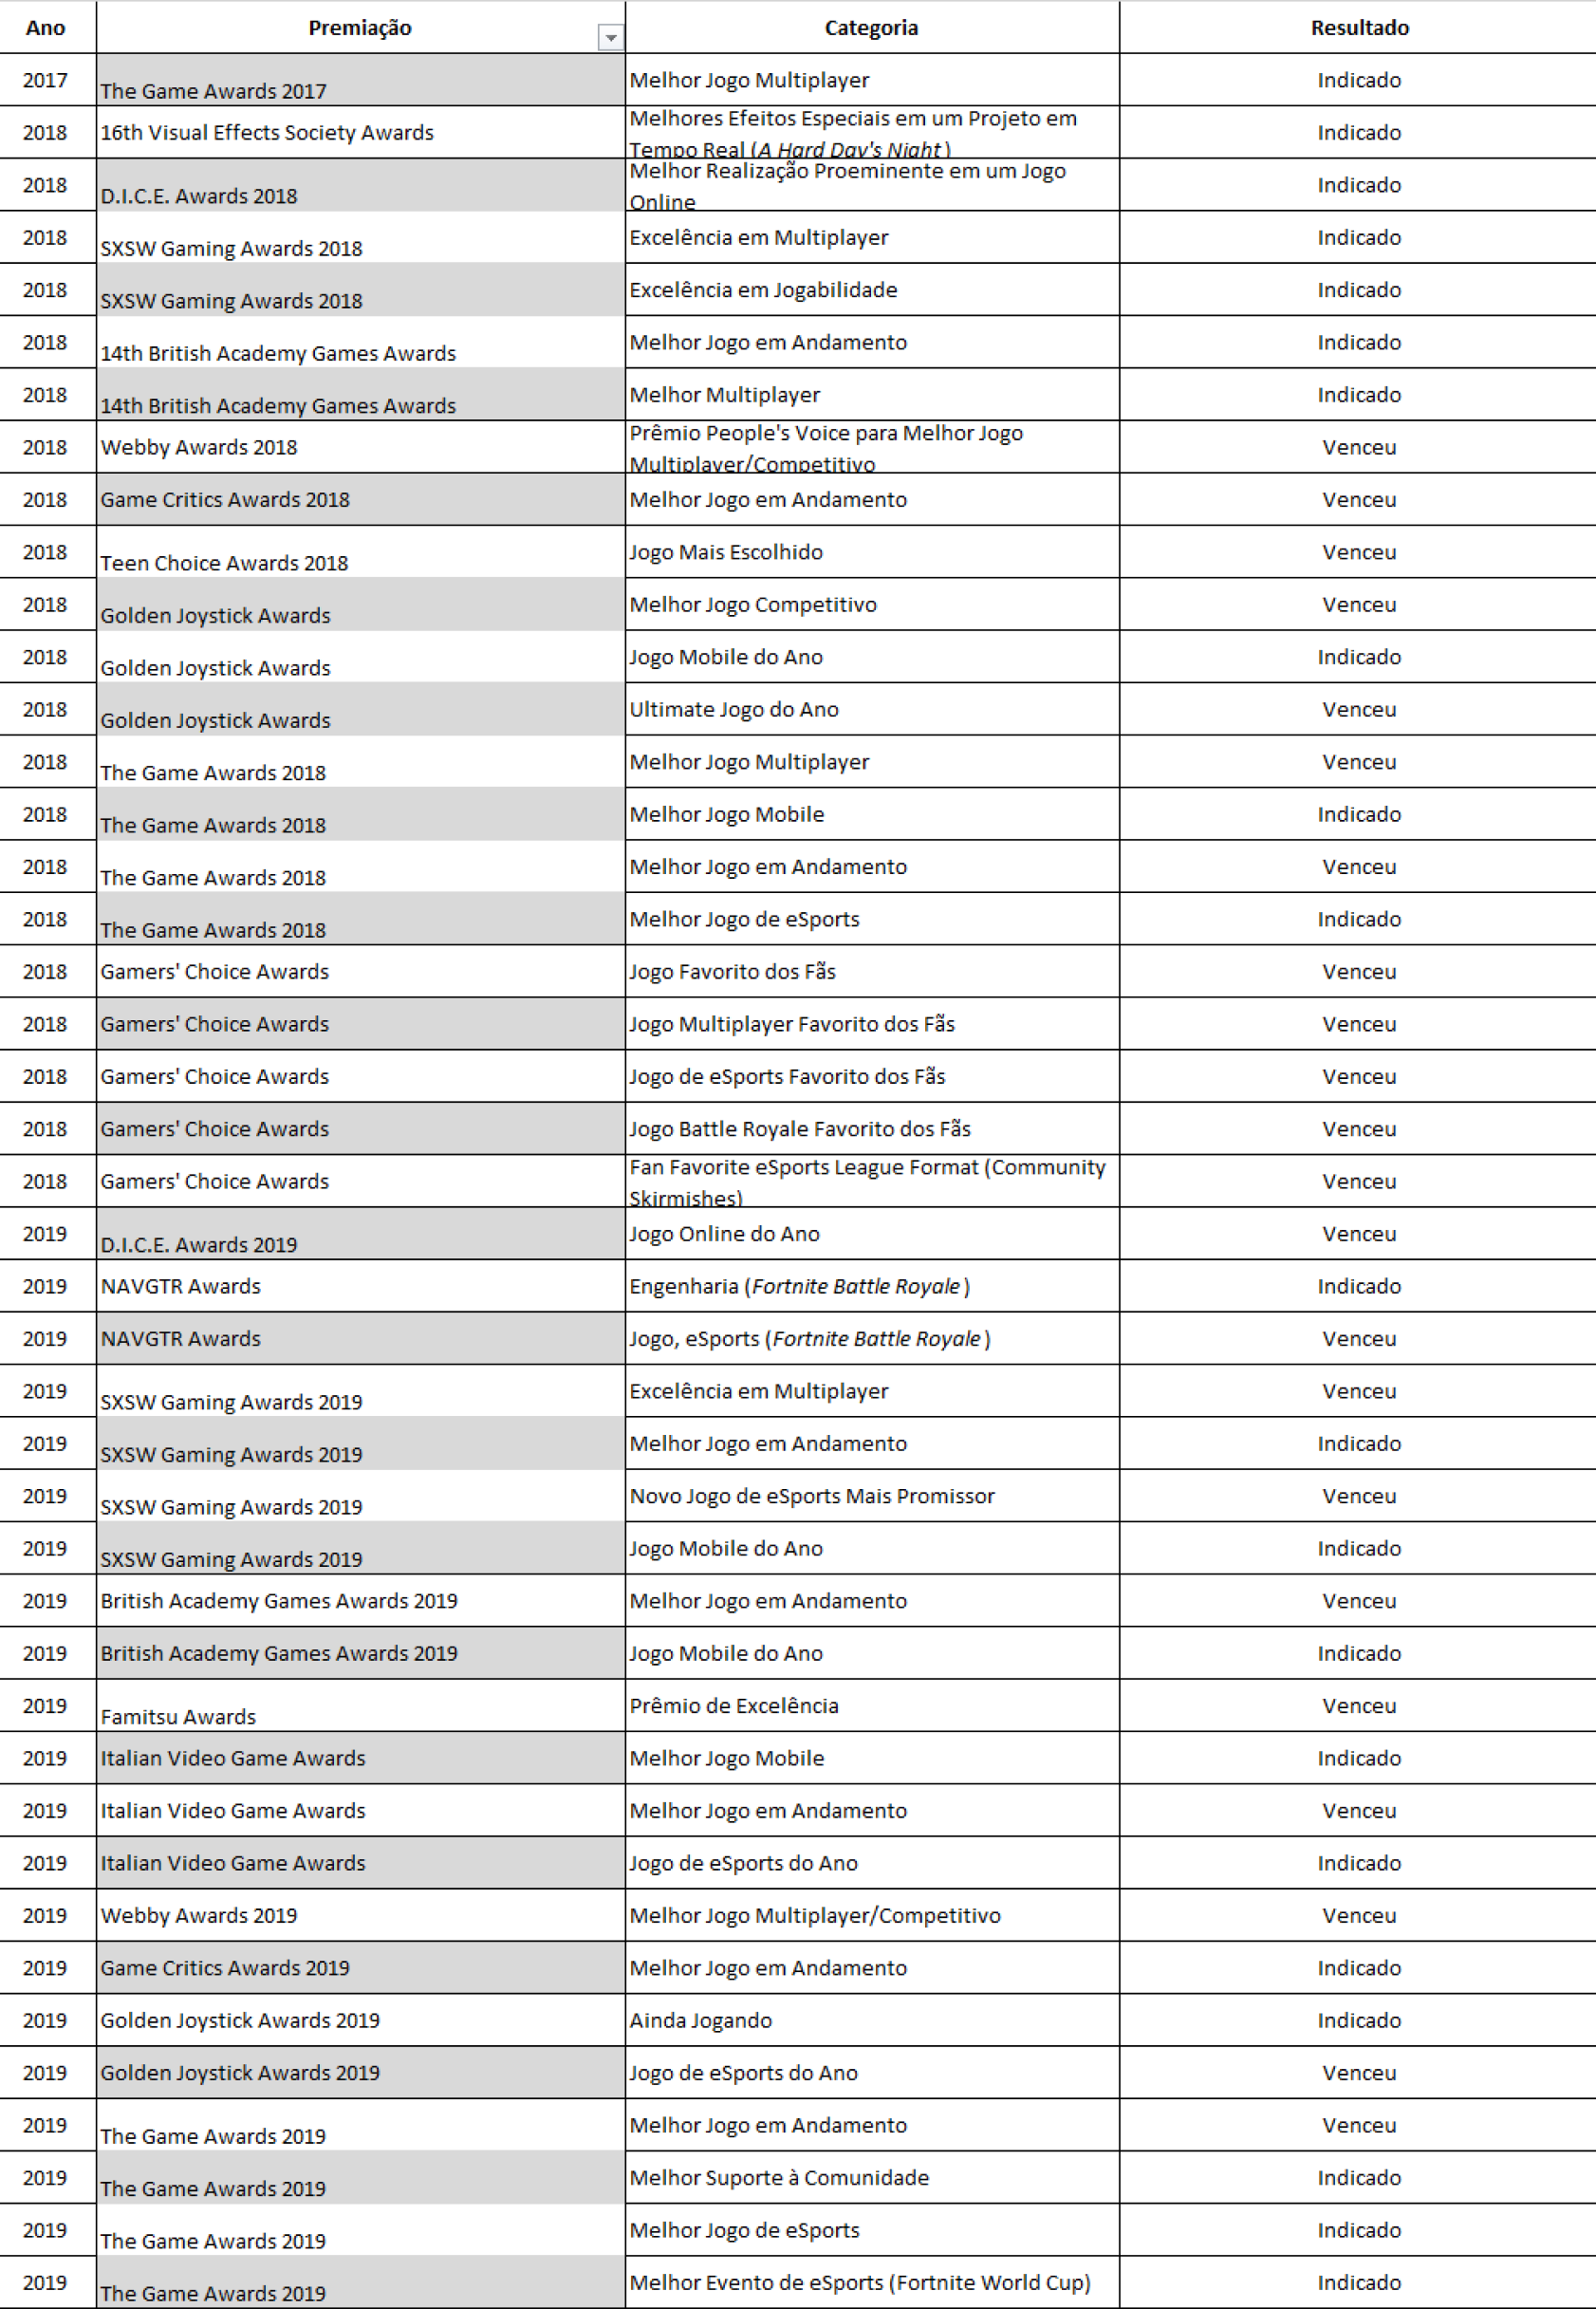 Ano Premiação Categoria Resultado
2017 The Game Awards 2017 Melhor Jogo Multiplayer Indicado
2018 16th Visual Effects Society Awards Melhores Efeitos Especiais em um Projeto em
Tempo Real (A Hard Day's Night) Indicado
2018 D.I.C.E. Awards 2018 Melhor Realização Proeminente em um Jogo
Online Indicado
2018 SXSW Gaming Awards 2018 Excelência em Multiplayer Indicado
2018 SXSW Gaming Awards 2018 Excelência em Jogabilidade Indicado
2018 14th British Academy Games Awards Melhor Jogo em Andamento Indicado
2018 14th British Academy Games Awards Melhor Multiplayer Indicado
2018 Webby Awards 2018 Prêmio People's Voice para Melhor Jogo
Multiplayer/Competitivo Venceu
2018 Game Critics Awards 2018 Melhor Jogo em Andamento Venceu
2018 Teen Choice Awards 2018 Jogo Mais Escolhido Venceu
2018 Golden Joystick Awards Melhor Jogo Competitivo Venceu
2018 Golden Joystick Awards Jogo Mobile do Ano Indicado
2018 Golden Joystick Awards Ultimate Jogo do Ano Venceu
2018 The Game Awards 2018 Melhor Jogo Multiplayer Venceu
2018 The Game Awards 2018 Melhor Jogo Mobile Indicado
2018 The Game Awards 2018 Melhor Jogo em Andamento Venceu
2018 The Game Awards 2018 Melhor Jogo de eSports Indicado
2018 Gamers' Choice Awards Jogo Favorito dos Fãs Venceu
2018 Gamers' Choice Awards Jogo Multiplayer Favorito dos Fãs Venceu
2018 Gamers' Choice Awards Jogo de eSports Favorito dos Fãs Venceu
2018 Gamers' Choice Awards Jogo Battle Royale Favorito dos Fãs Venceu
2018 Gamers' Choice Awards Fan Favorite eSports League Format (Community
Skirmishes) Venceu
2019 D.I.C.E. Awards 2019 Jogo Online do Ano Venceu
2019 NAVGTR Awards Engenharia (Fortnite Battle Royale) Indicado
2019 NAVGTR Awards Jogo, eSports (Fortnite Battle Royale) Venceu
2019 SXSW Gaming Awards 2019 Excelência em Multiplayer Venceu
2019 SXSW Gaming Awards 2019 Melhor Jogo em Andamento Indicado
2019 SXSW Gaming Awards 2019 Novo Jogo de eSports Mais Promissor Venceu
2019 SXSW Gaming Awards 2019 Jogo Mobile do Ano Indicado
2019 British Academy Games Awards 2019 Melhor Jogo em Andamento Venceu
2019 British Academy Games Awards 2019 Jogo Mobile do Ano Indicado
2019 Famitsu Awards Prêmio de Excelência Venceu
2019 Italian Video Game Awards Melhor Jogo Mobile Indicado
2019 Italian Video Game Awards Melhor Jogo em Andamento Venceu
2019 Italian Video Game Awards Jogo de eSports do Ano Indicado
2019 Webby Awards 2019 Melhor Jogo Multiplayer/Competitivo Venceu
2019 Game Critics Awards 2019 Melhor Jogo em Andamento Indicado
2019 Golden Joystick Awards 2019 Ainda Jogando Indicado
2019 Golden Joystick Awards 2019 Jogo de eSports do Ano Venceu
2019 The Game Awards 2019 Melhor Jogo em Andamento Venceu
2019 The Game Awards 2019 Melhor Suporte à Comunidade Indicado
2019 The Game Awards 2019 Melhor Jogo de eSports Indicado
2019 The Game Awards 2019 Melhor Evento de eSports (Fortnite World Cup) Indicado